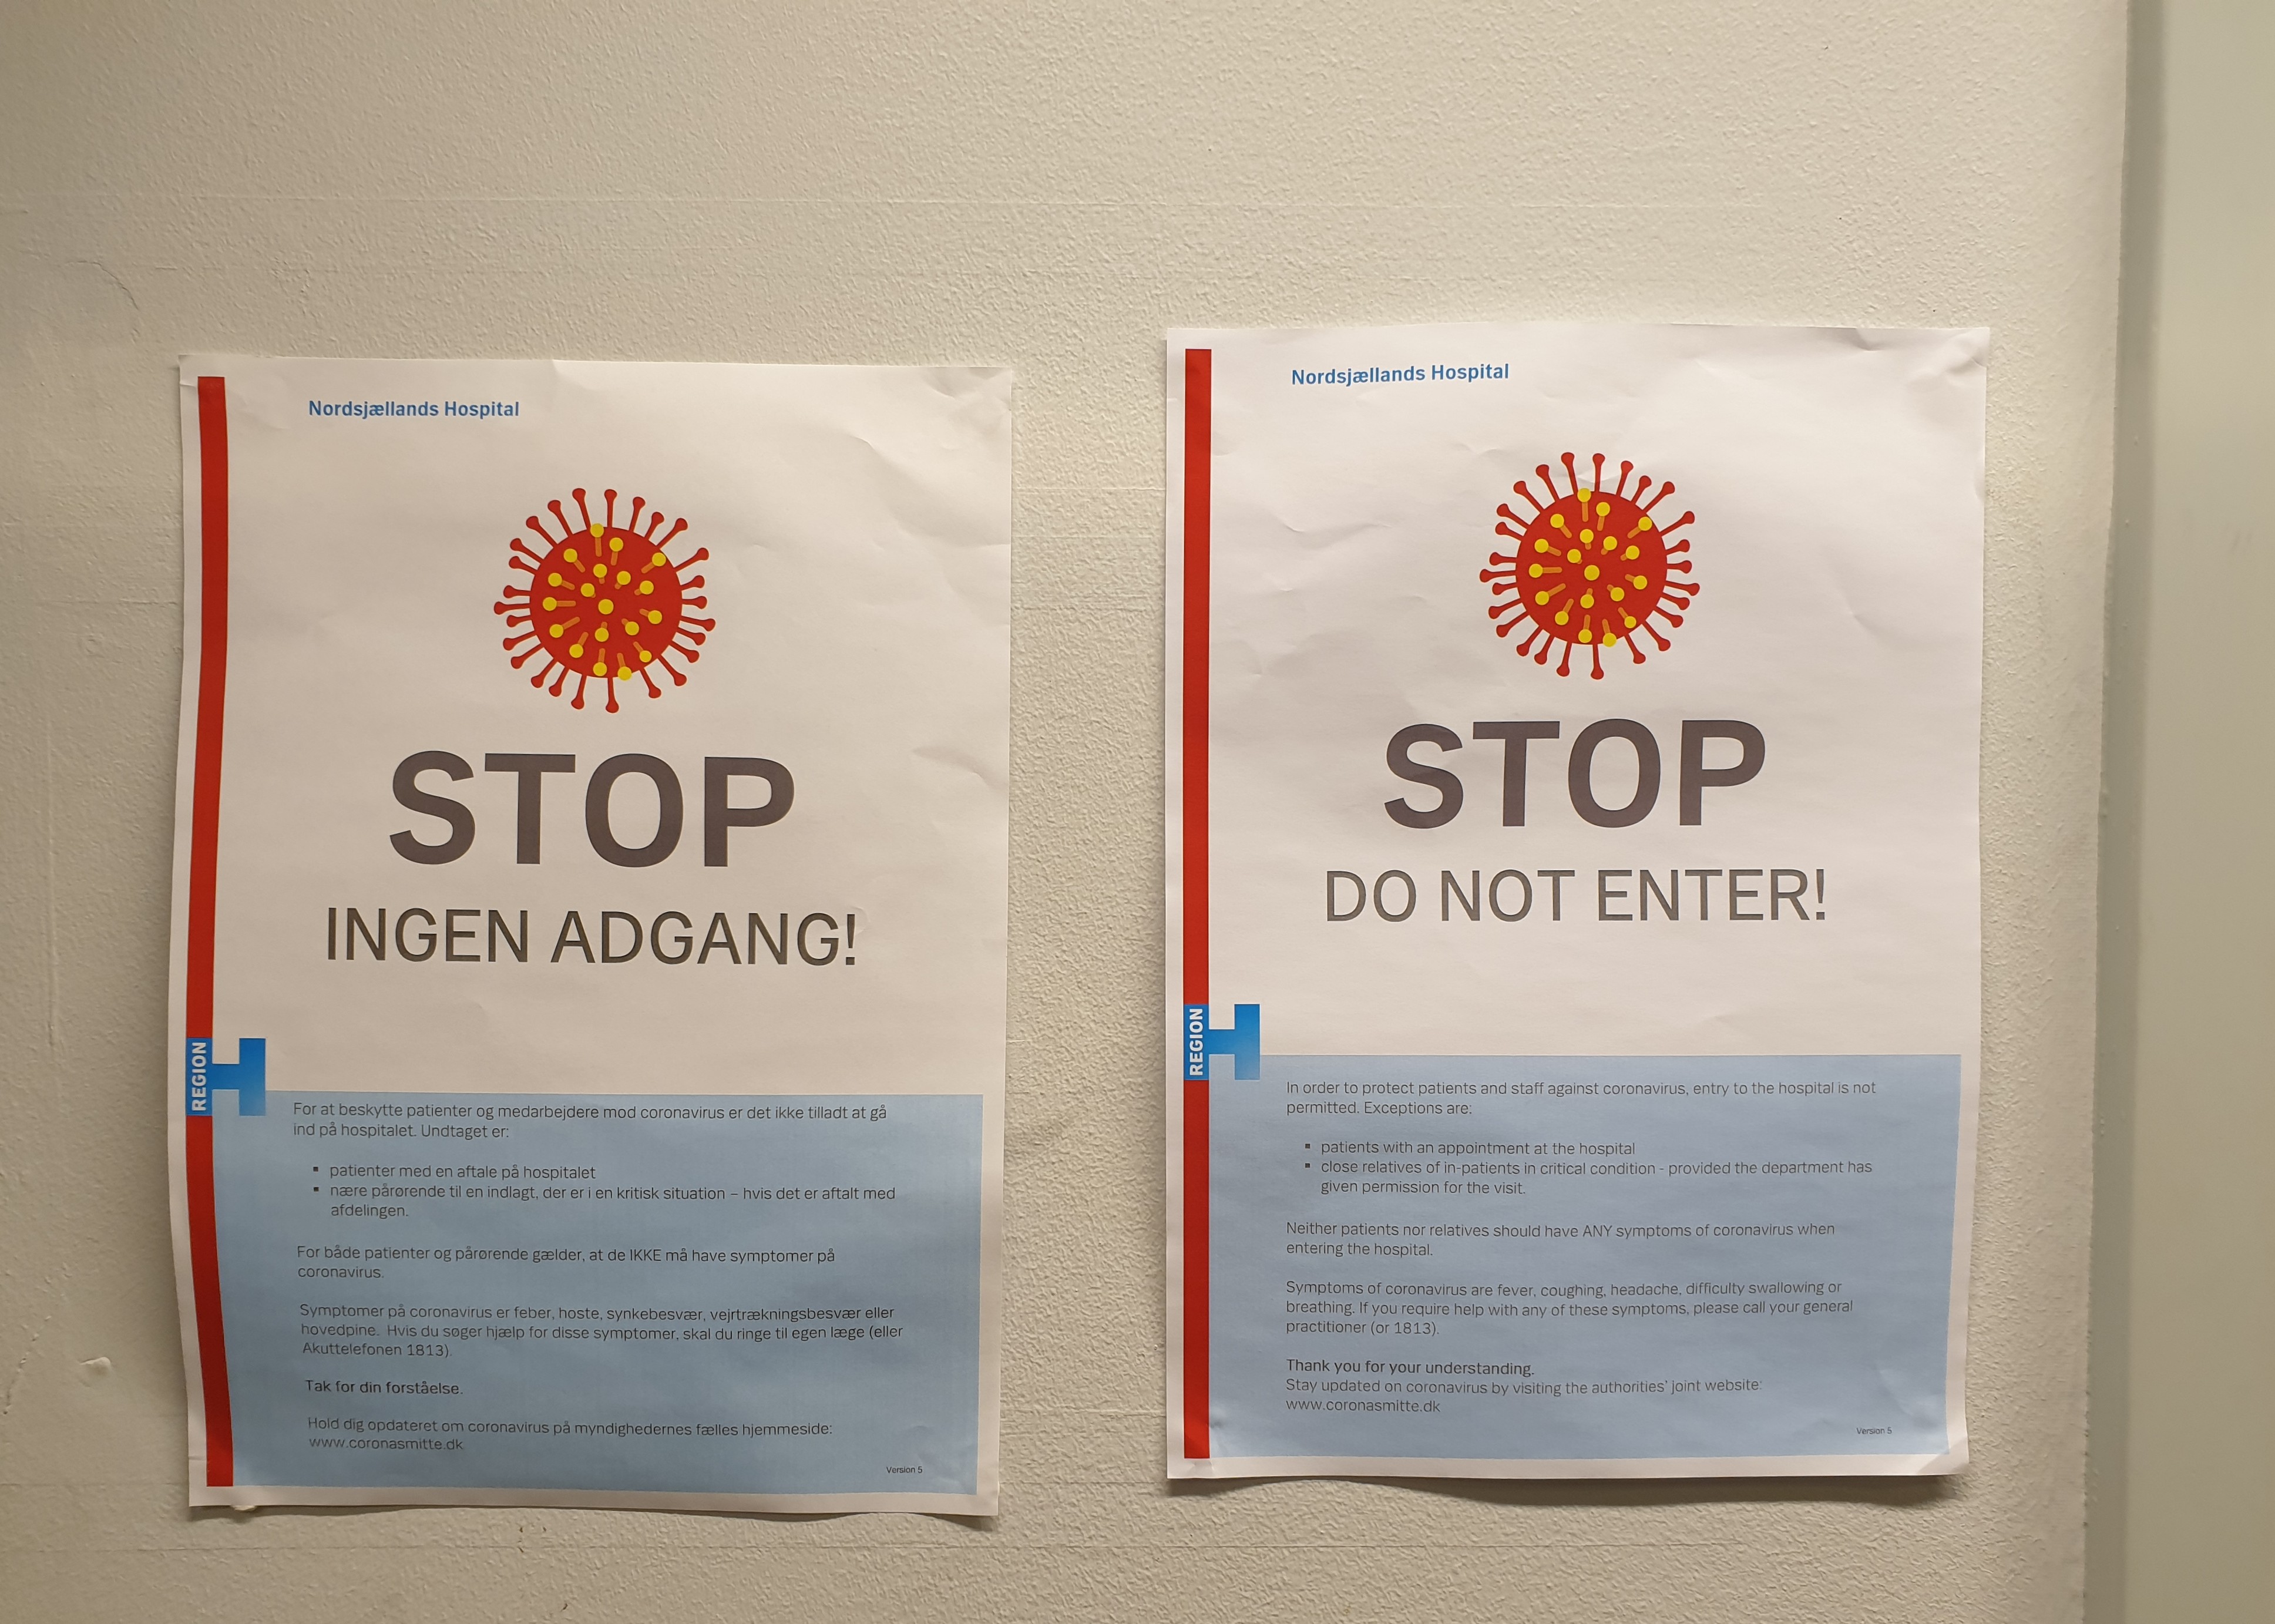 Nordsjællands Hospital
STOP
INGEN ADGANG!
REGION
For at beskytte patienter og medarbejdere mod coronavirus er det ikke tilladt at gå
ind på hospitalet. Undtaget er:
▪ patienter med en aftale på hospitalet
▪ nære pårørende til en indlagt, der er i en kritisk situation – hvis det er aftalt med
afdelingen.
For både patienter og pårørende gælder, at de IKKE må have symptomer på
coronavirus.
Symptomer på coronavirus er feber, hoste, synkebesvær, vejrtrækningsbesvær eller
hovedpine. Hvis du søger hjælp for disse symptomer, skal du ringe til egen læge (eller
Akuttelefonen 1813).
Tak for din forståelse.
Hold dig opdateret om coronavirus på myndighedernes fælles hjemmeside:
www.coronasmitte.dk
Version 5
Nordsjællands Hospital
STOP
DO NOT ENTER!
REGION
In order to protect patients and staff against coronavirus, entry to the hospital is not
permitted. Exceptions are:
▪ patients with an appointment at the hospital
▪ close relatives of in-patients in critical condition - provided the department has
given permission for the visit.
Neither patients nor relatives should have ANY symptoms of coronavirus when
entering the hospital.
Symptoms of coronavirus are fever, coughing, headache, difficulty swallowing or
breathing. If you require help with any of these symptoms, please call your general
practitioner (or 1813).
Thank you for your understanding.
Stay updated on coronavirus by visiting the authorities' joint website:
www.coronasmitte.dk
Version 5